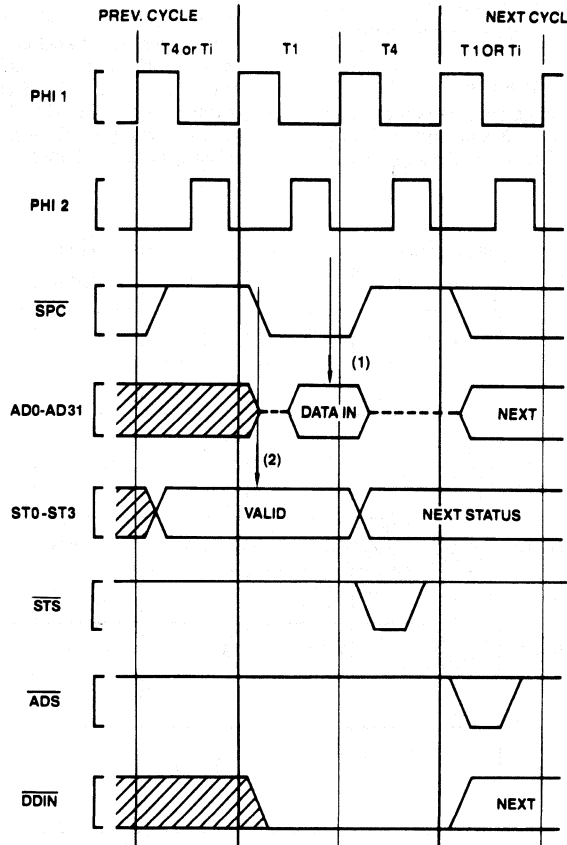 PREV. CYCLE
NEXT CYCL
T4 or Ti
T1
T4
T1 OR Ti
PHI 1
PHI 2
SPC
(1)
AD0-AD31
DATA IN
NEXT
(2)
ST0-ST3
VALID
NEXT STATUS
STS
ADS
DDIN
NEXT